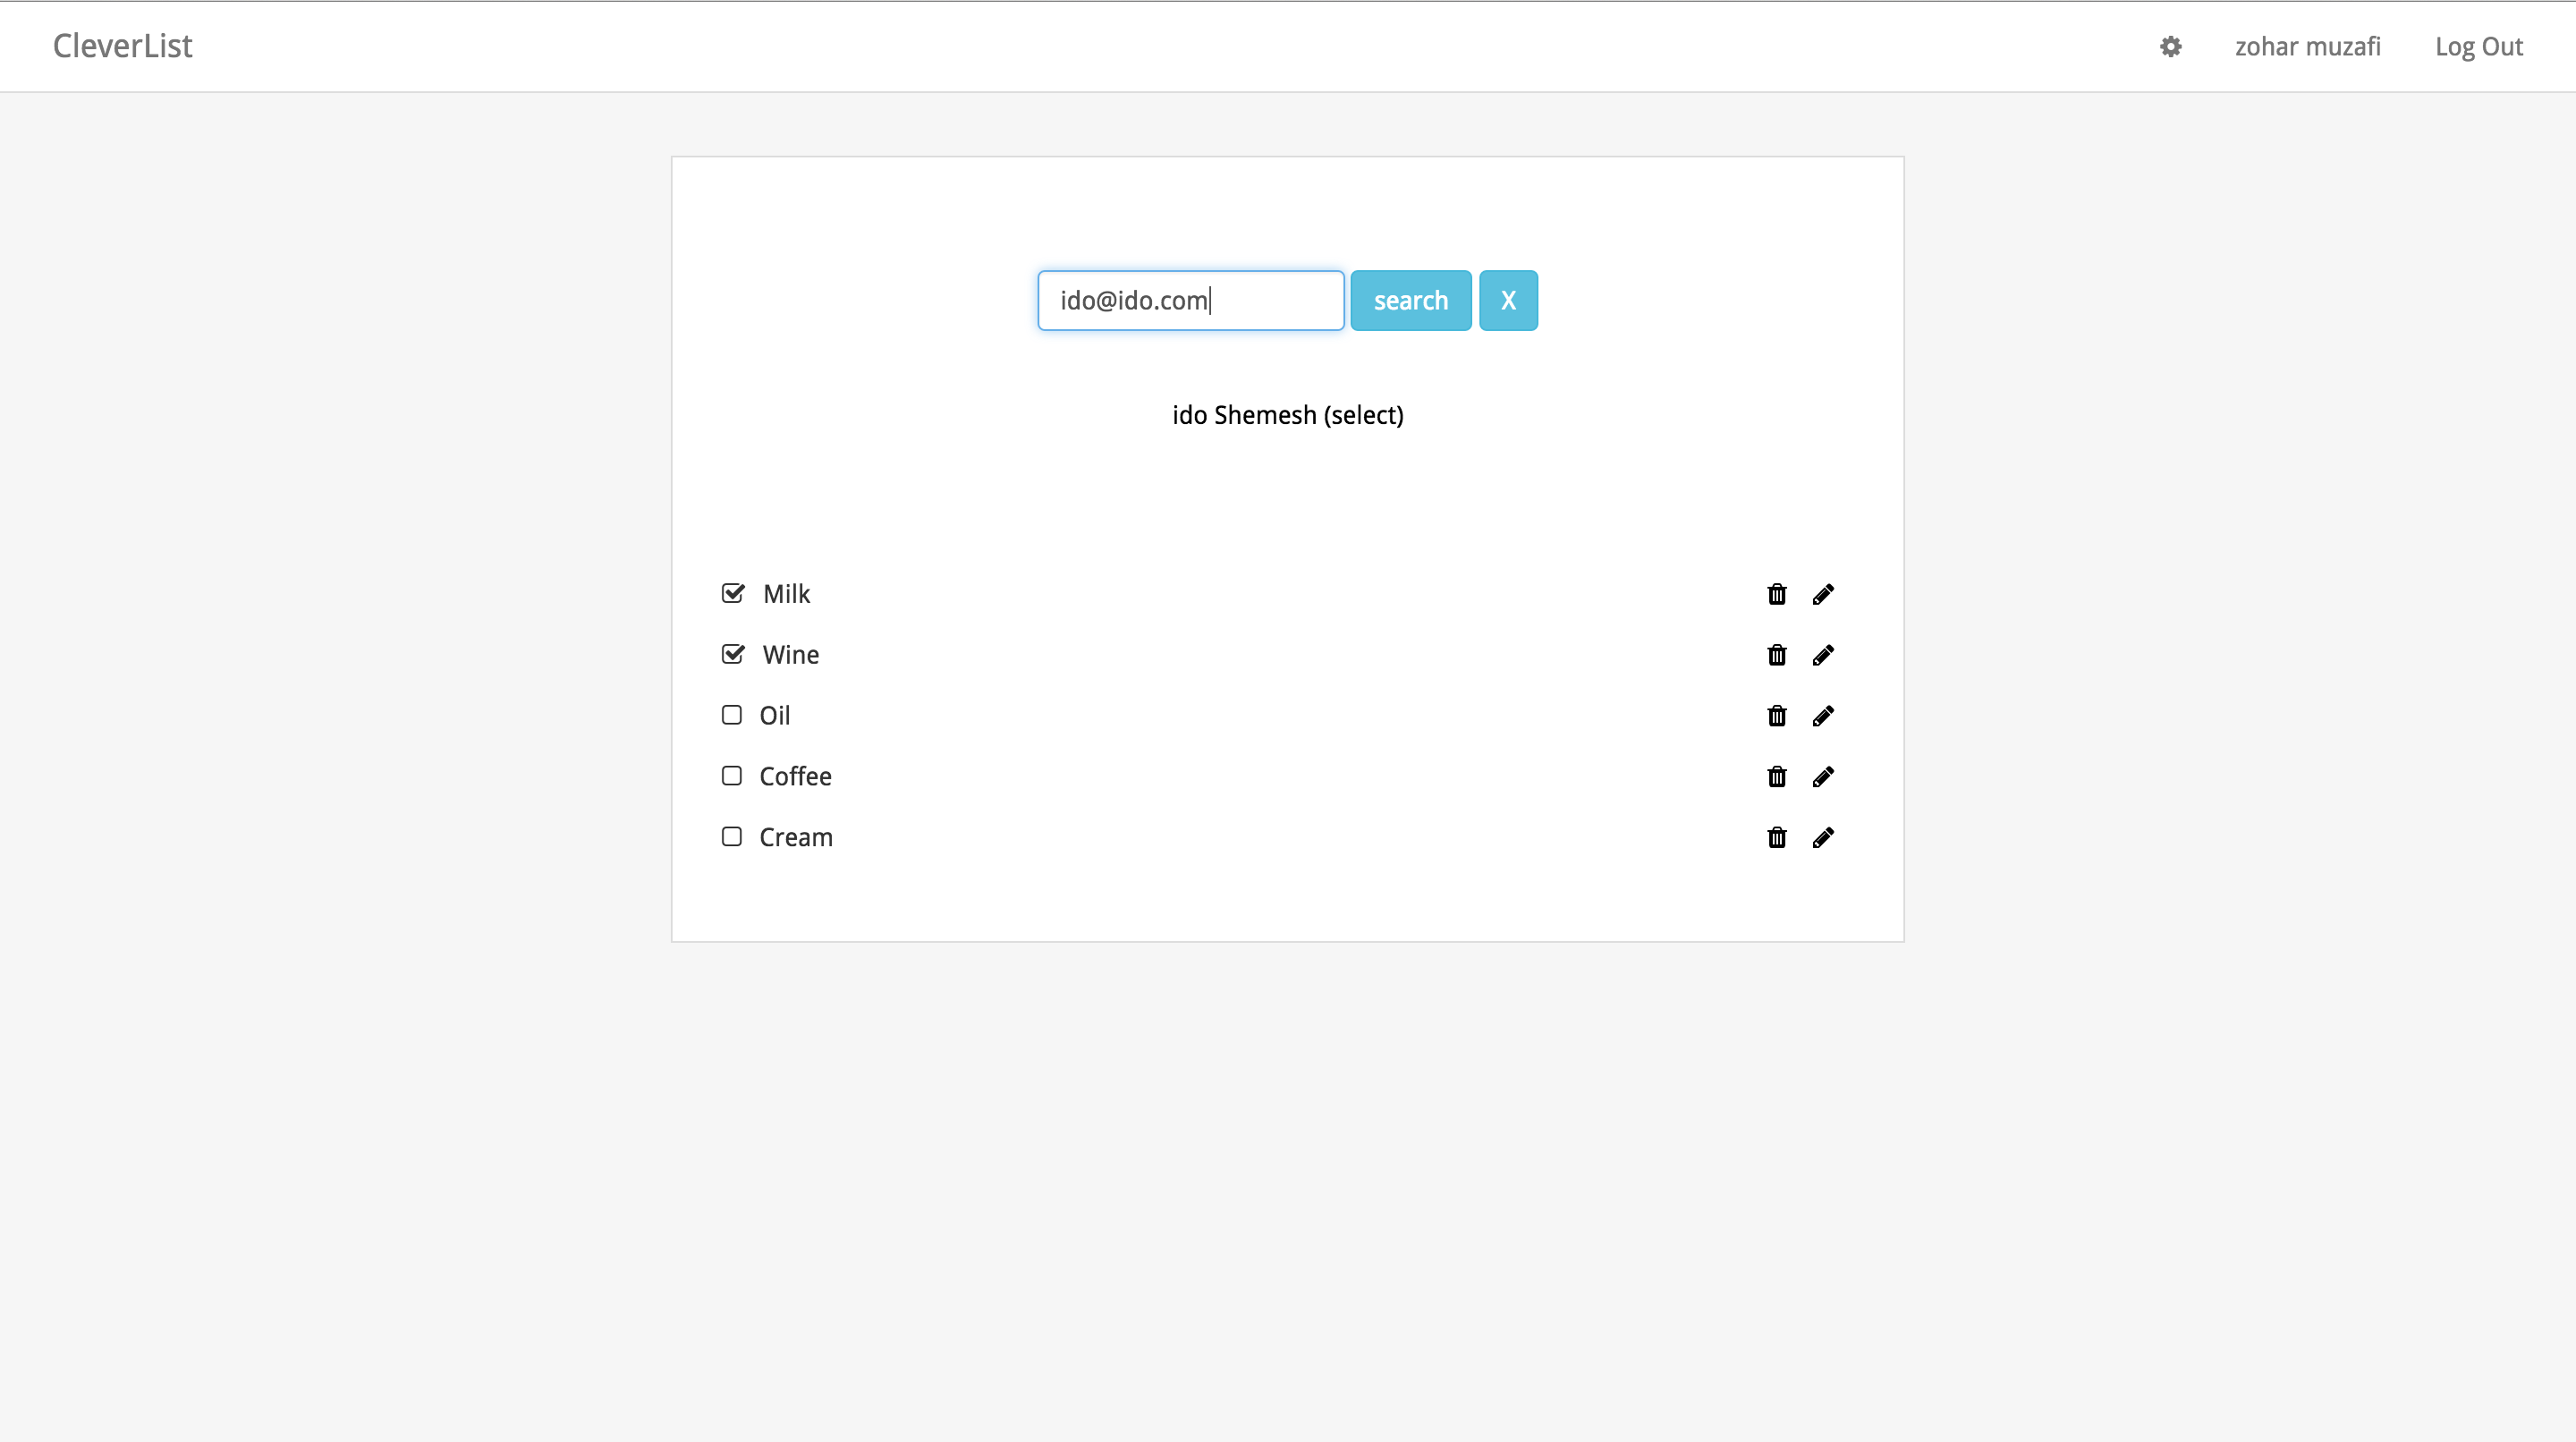 CleverList zohar muzafi Log Out
ido@ido.com search X
ido Shemesh (select)
Milk
Wine
Oil
Coffee
Cream